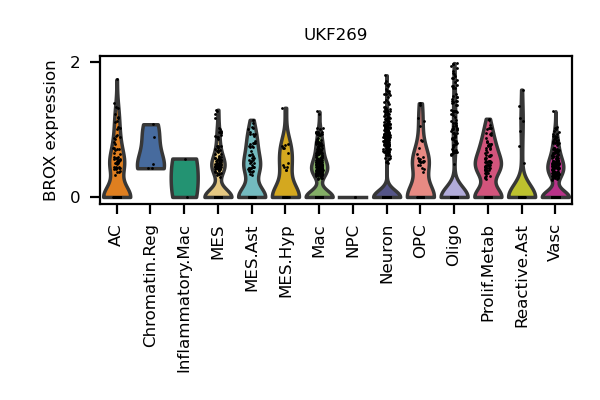 UKF269
BROX expression
2
0
AC
Chromatin.Reg
Inflammatory.Mac
MES
MES.Ast
MES.Hyp
Mac
NPC
Neuron
OPC
Oligo
Prolif.Metab
Reactive.Ast
Vasc